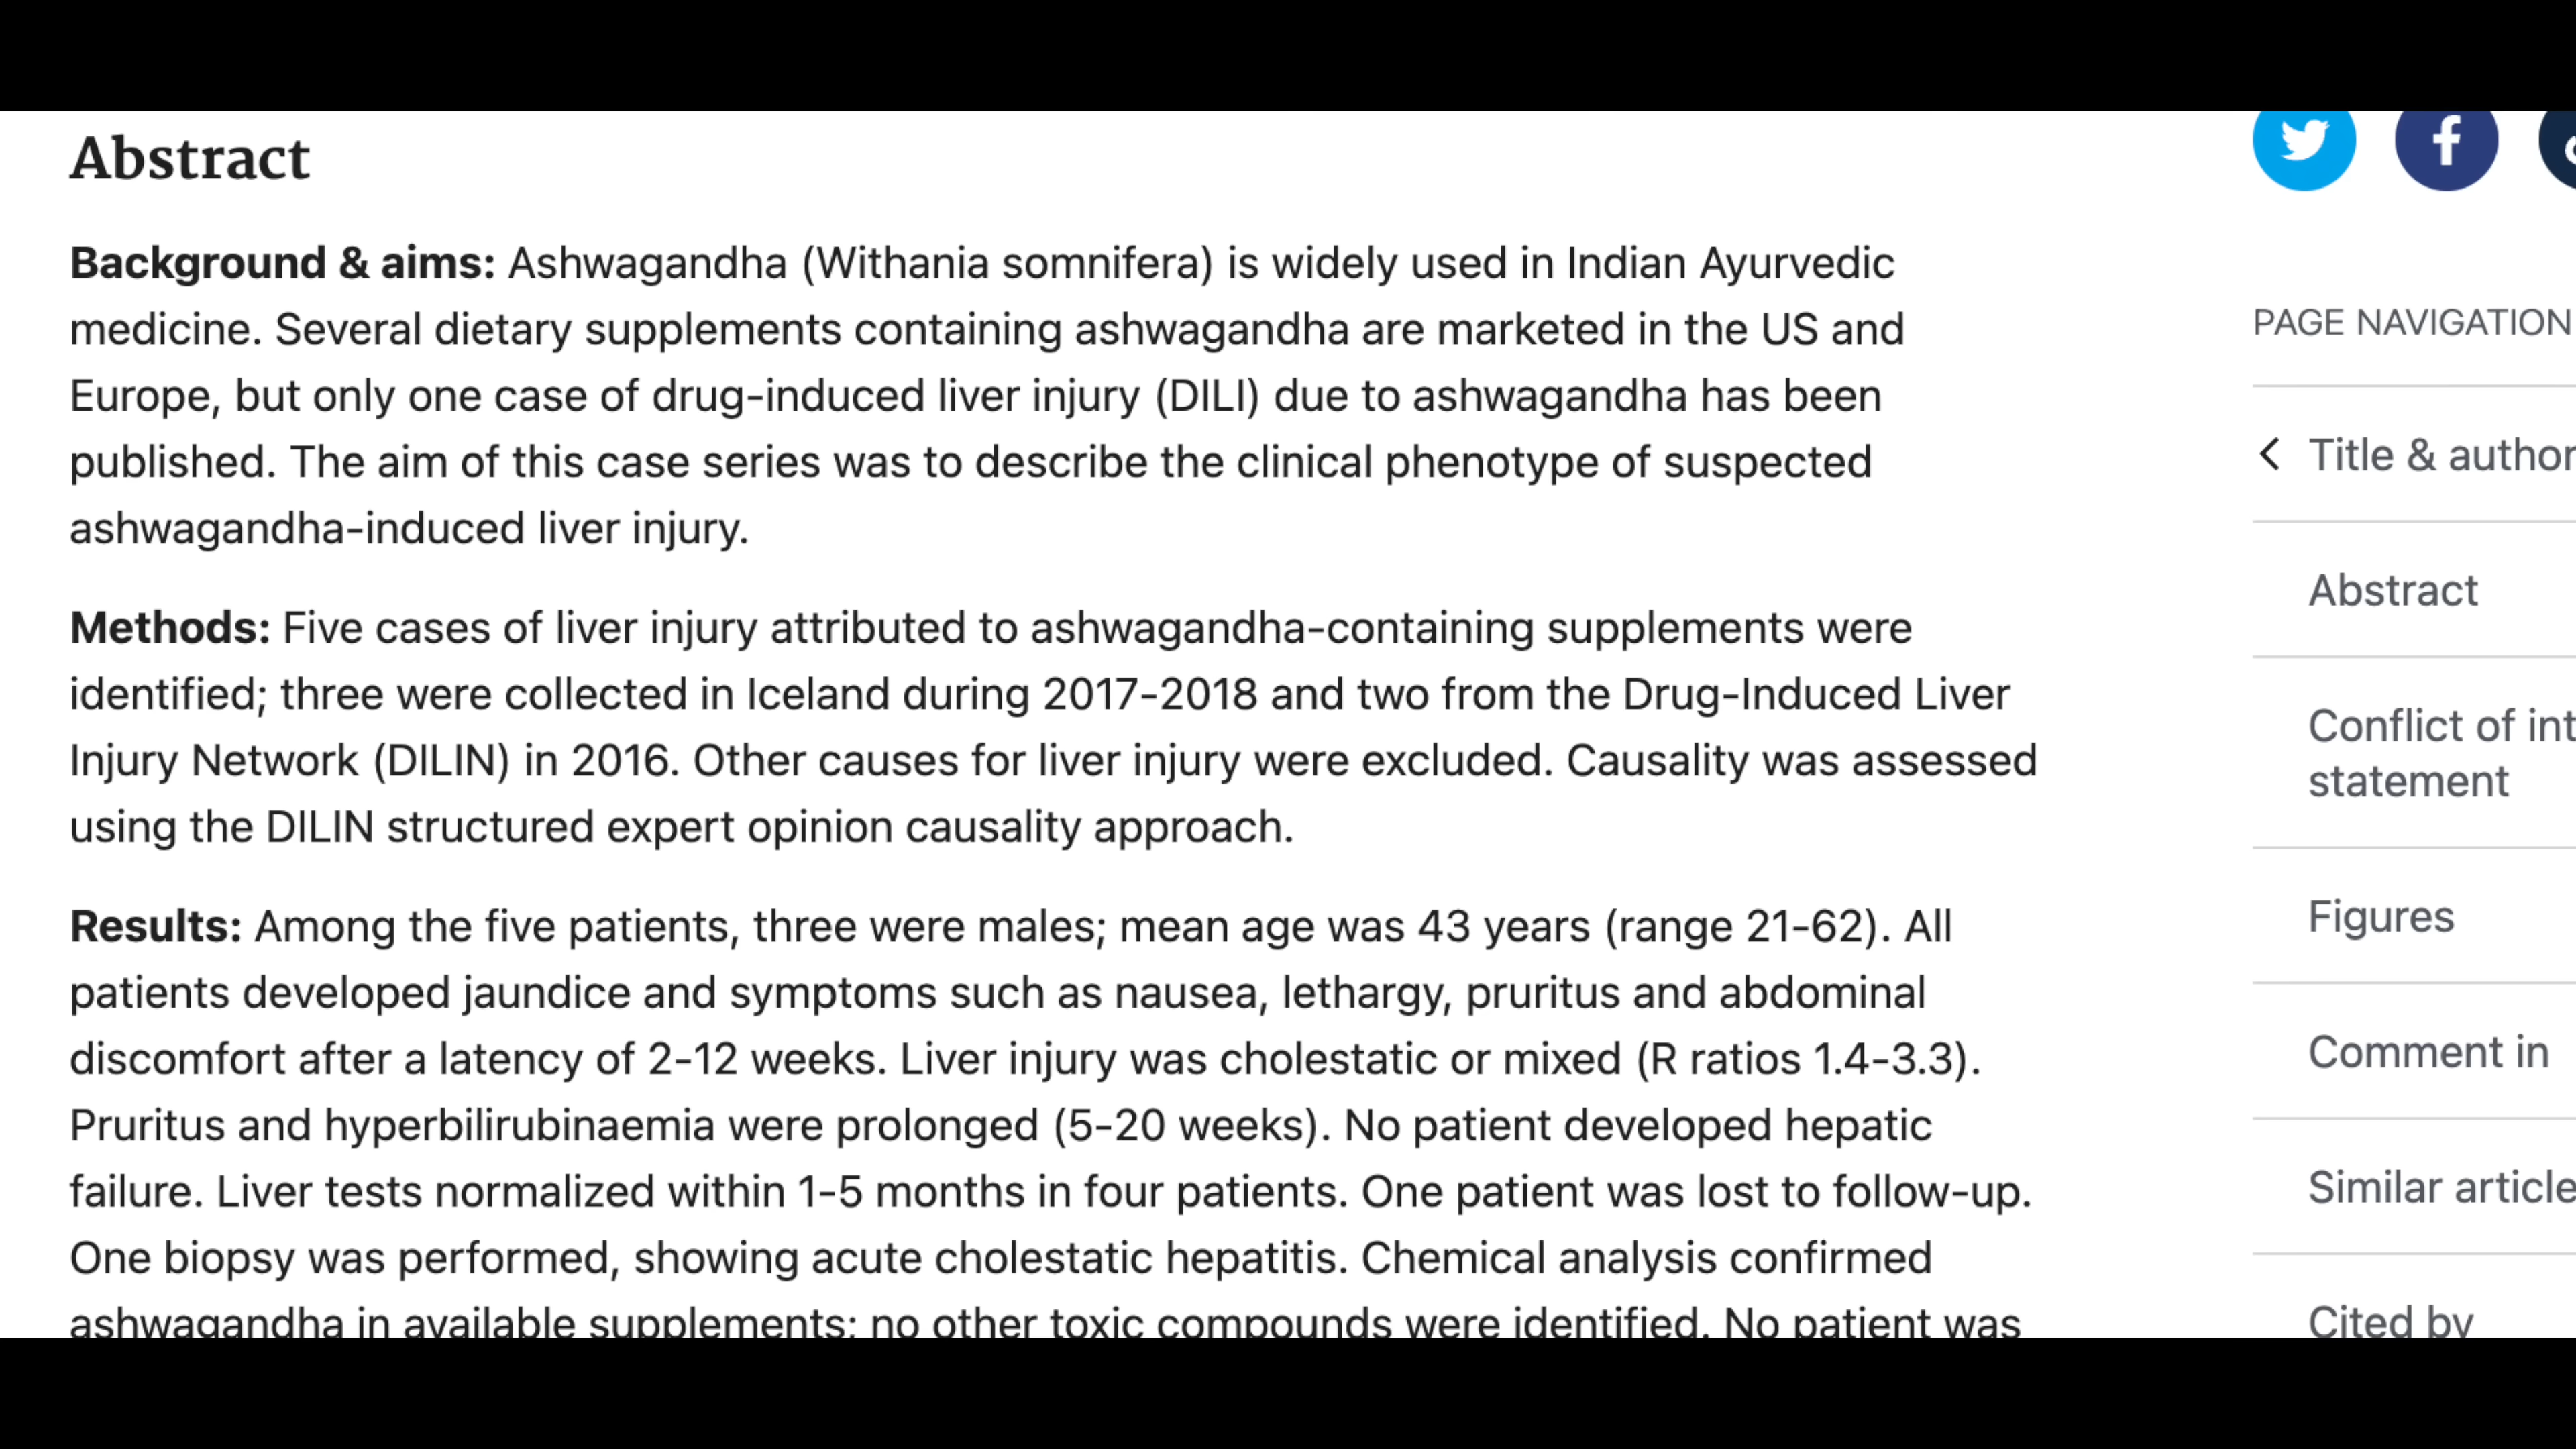 Abstract
Background & aims: Ashwagandha (Withania somnifera) is widely used in Indian Ayurvedic
medicine. Several dietary supplements containing ashwagandha are marketed in the US and
Europe, but only one case of drug-induced liver injury (DILI) due to ashwagandha has been
published. The aim of this case series was to describe the clinical phenotype of suspected
ashwagandha-induced liver injury.
Methods: Five cases of liver injury attributed to ashwagandha-containing supplements were
identified; three were collected in Iceland during 2017-2018 and two from the Drug-Induced Liver
Injury Network (DILIN) in 2016. Other causes for liver injury were excluded. Causality was assessed
using the DILIN structured expert opinion causality approach.
Results: Among the five patients, three were males; mean age was 43 years (range 21-62). All
patients developed jaundice and symptoms such as nausea, lethargy, pruritus and abdominal
discomfort after a latency of 2-12 weeks. Liver injury was cholestatic or mixed (R ratios 1.4-3.3).
Pruritus and hyperbilirubinaemia were prolonged (5-20 weeks). No patient developed hepatic
failure. Liver tests normalized within 1-5 months in four patients. One patient was lost to follow-up.
One biopsy was performed, showing acute cholestatic hepatitis. Chemical analysis confirmed
ashwagandha in available supplements; no other toxic compounds were identified. No patient was
PAGE NAVIGATION
Title & author
Abstract
Conflict of int
statement
Figures
Comment in
Similar article
Cited by